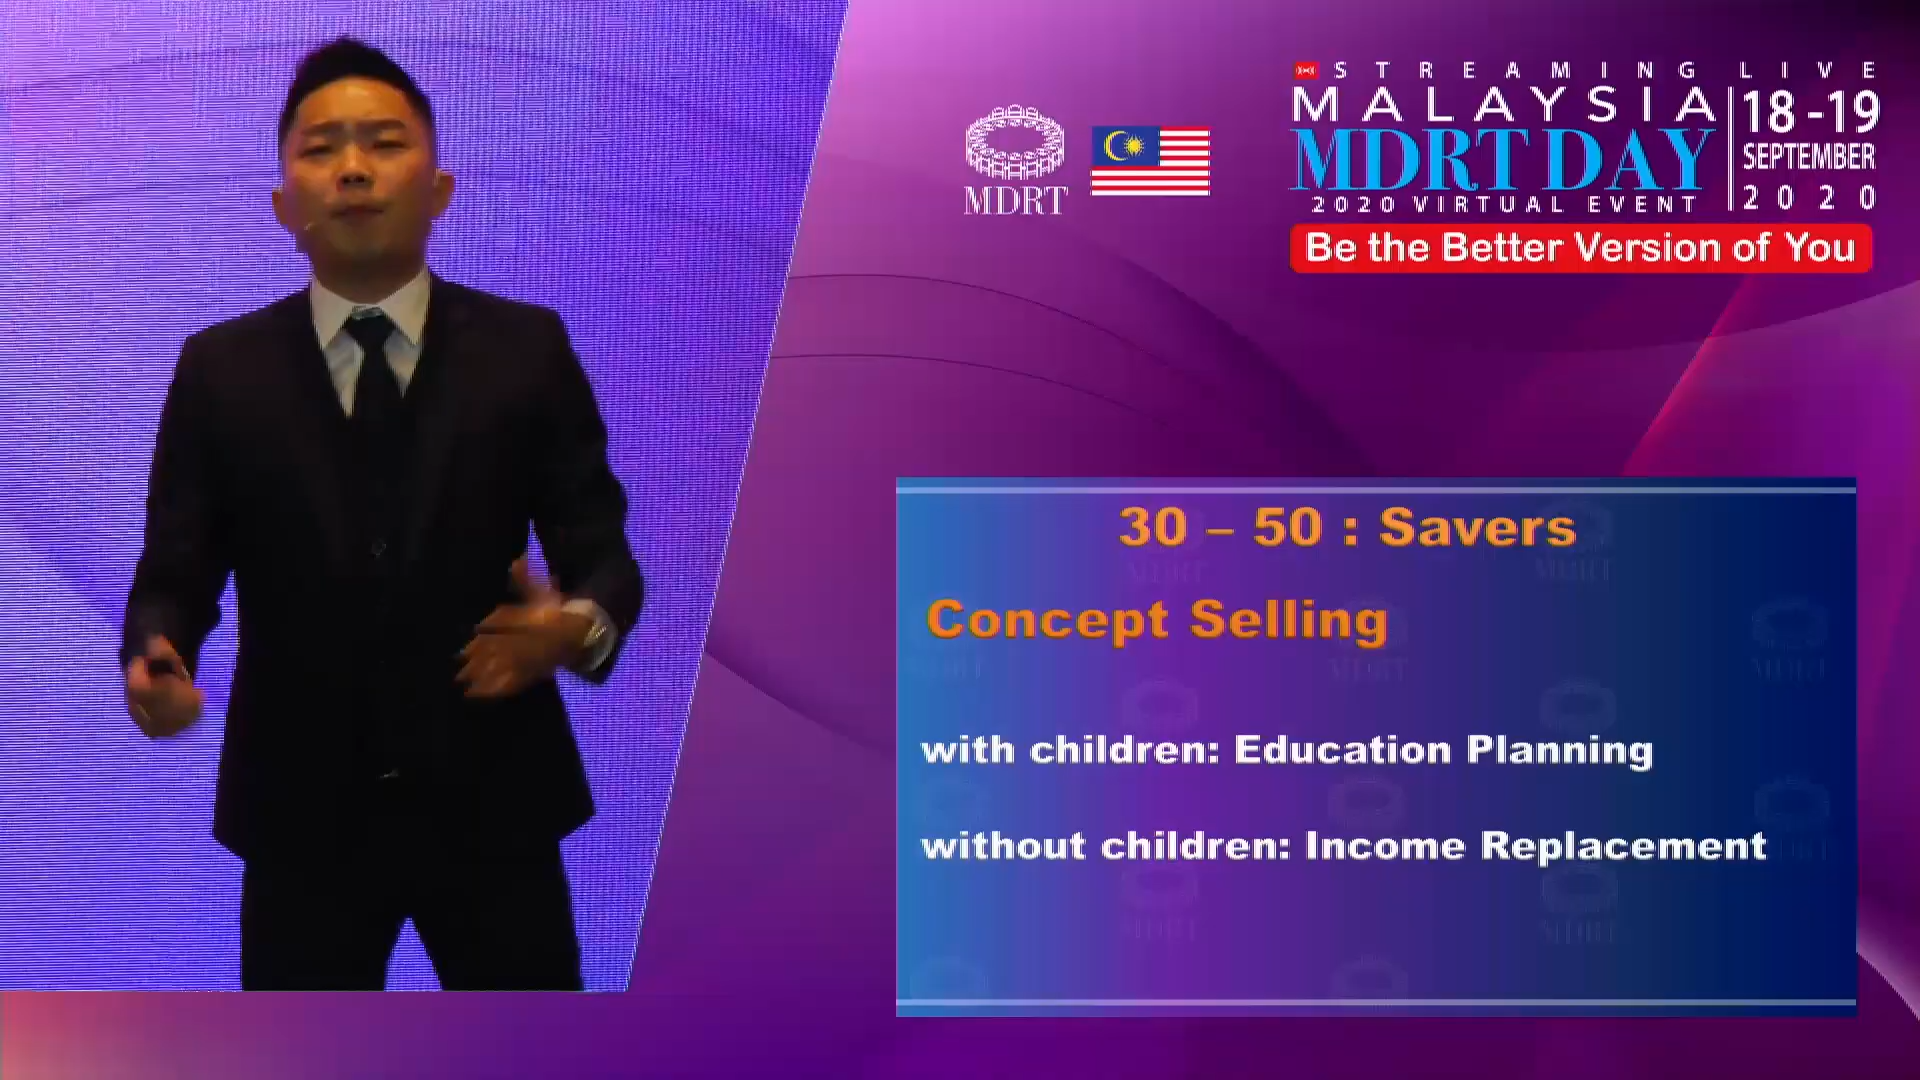 STREAMING LIVE
MALAYSIA
MDRT DAY
2020 VIRTUAL EVENT
18-19
SEPTEMBER
2020
MDRT
Be the Better Version of You
30 – 50 : Savers
Concept Selling
with children: Education Planning
without children: Income Replacement